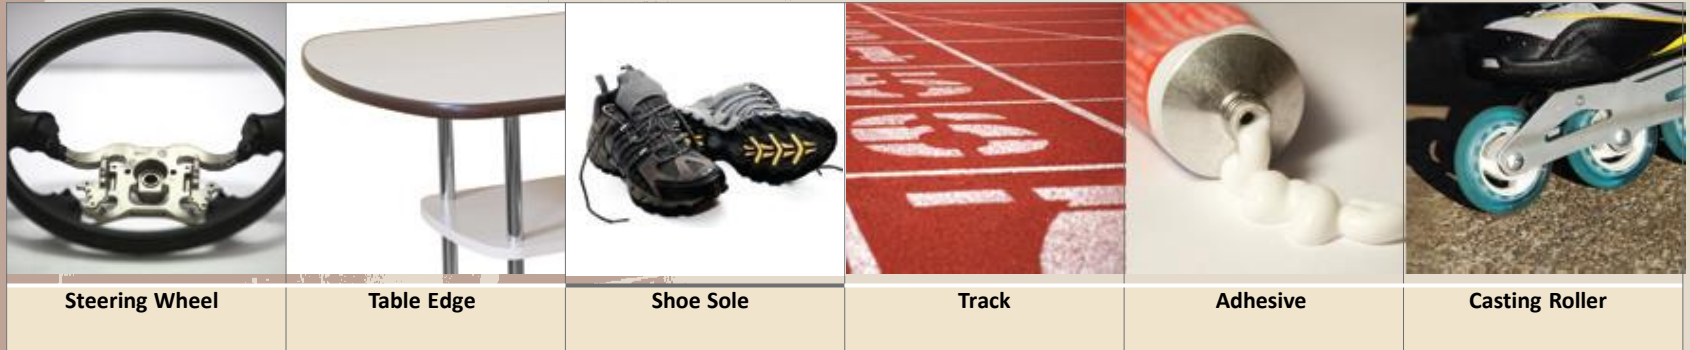 Steering Wheel
Table Edge
Shoe Sole
Track
Adhesive
Casting Roller